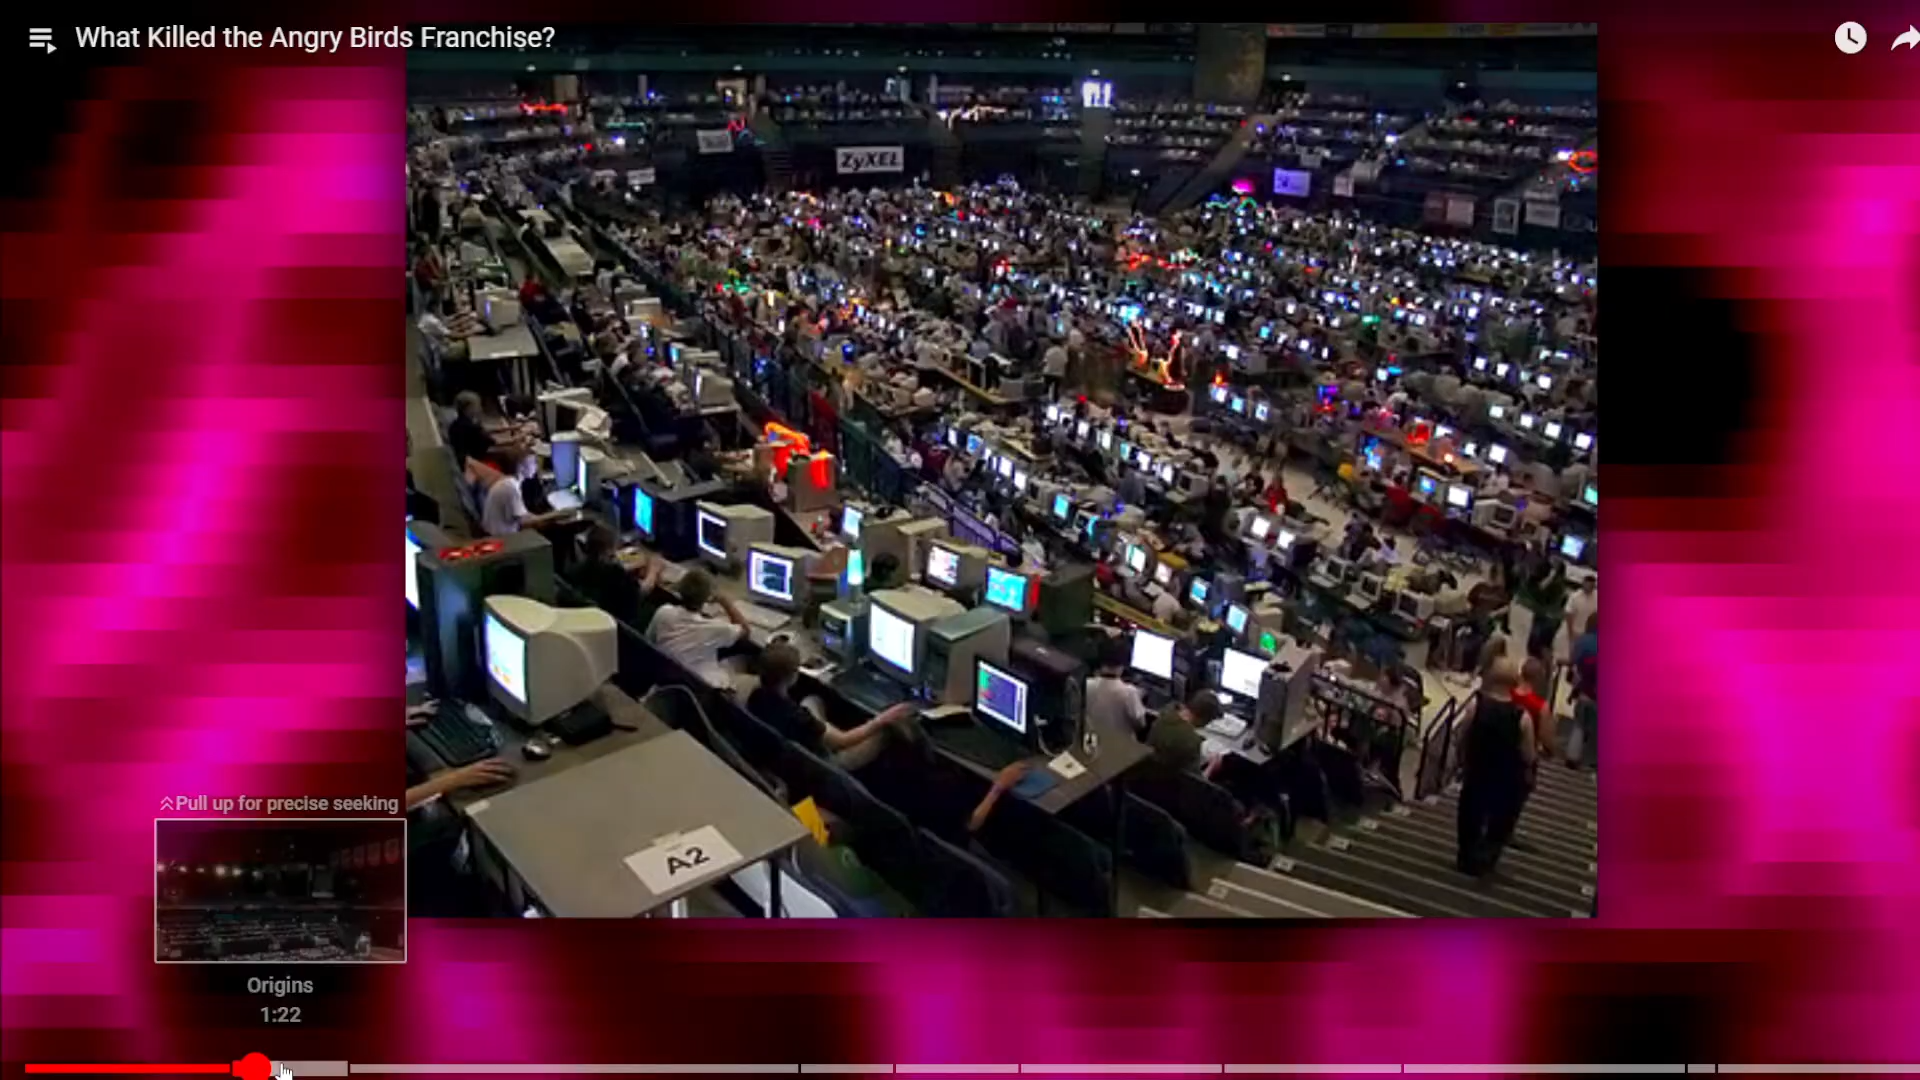 What Killed the Angry Birds Franchise?
ZyXEL
A2
Pull up for precise seeking
Origins
1:22